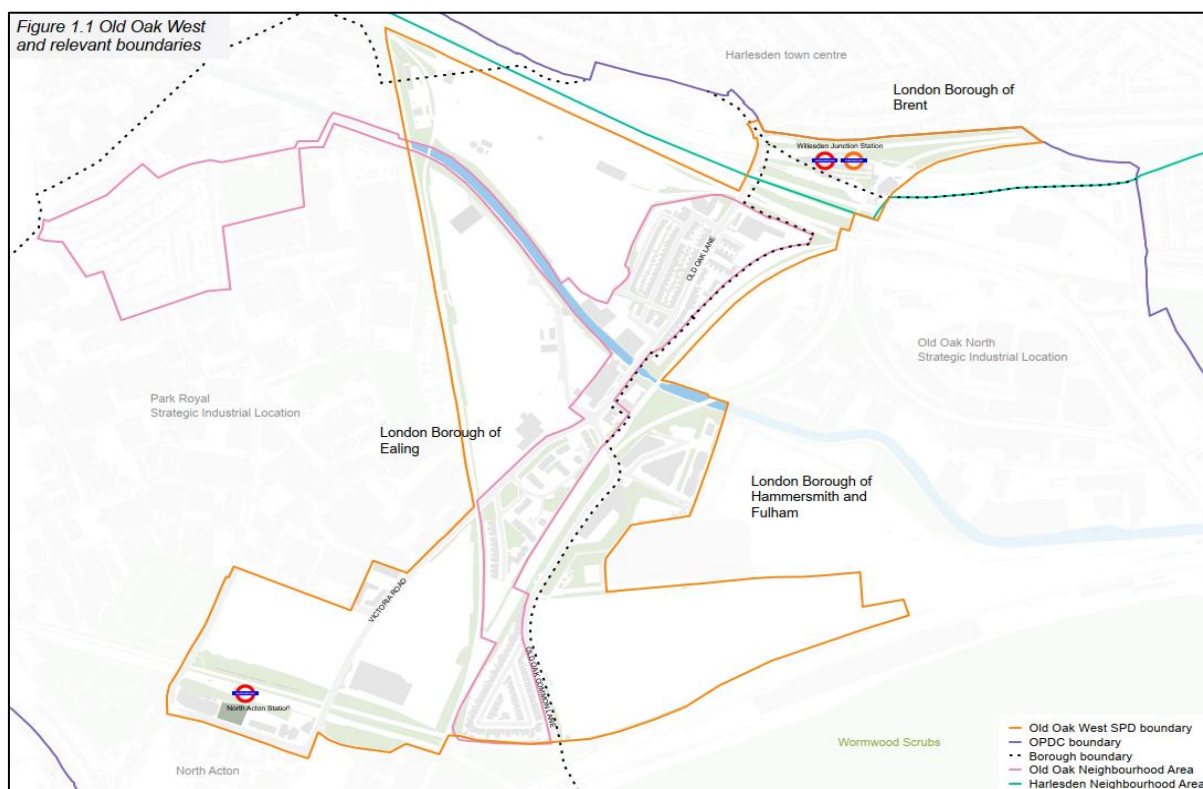 Figure 1.1 Old Oak West
and relevant boundaries
Harlesden town centre
London Borough of
Brent
Willesden Junction Station
OLD OAK LANE
Old Oak North
Strategic Industrial Location
Park Royal
Strategic Industrial Location
London Borough of
Ealing
London Borough of
Hammersmith and
Fulham
VICTORIA ROAD
OLD OAK COMMON LANE
North Acton Station
North Acton
Wormwood Scrubs
Old Oak West SPD boundary
OPDC boundary
Borough boundary
Old Oak Neighbourhood Area
Harlesden Neighbourhood Area